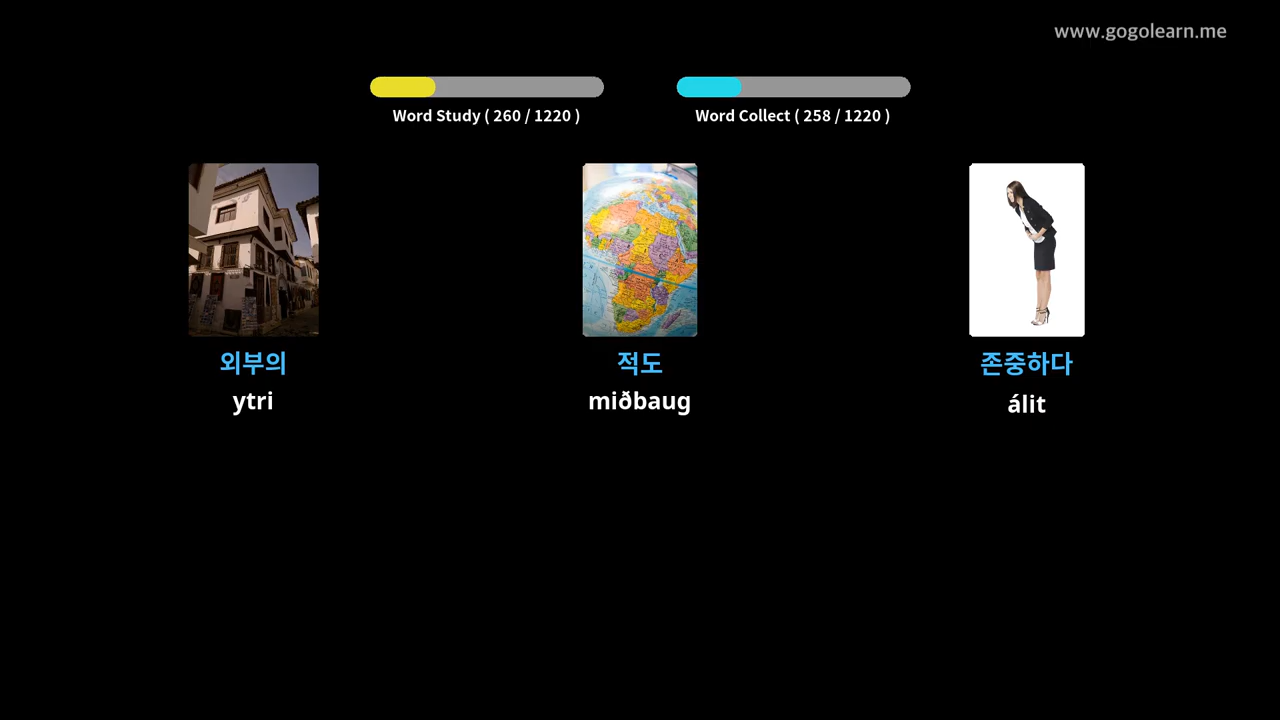 www.gogolearn.me
Word Study ( 260 / 1220 )
Word Collect ( 258 / 1220 )
외부의
적도
존중하다
ytri
miðbaug
álit